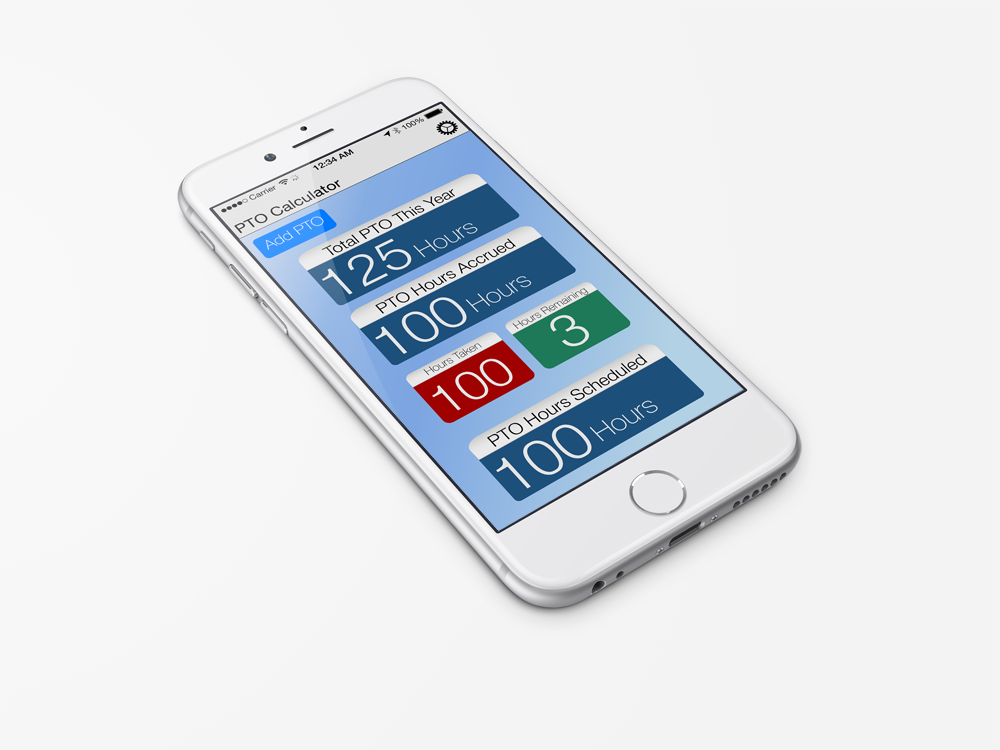 Carrier 12:34 AM 100%
PTO Calculator
Add PTO
Total PTO This Year
125 Hours
PTO Hours Accrued
100 Hours
Hours Taken
100
Hours Remaining
3
PTO Hours Scheduled
100 Hours